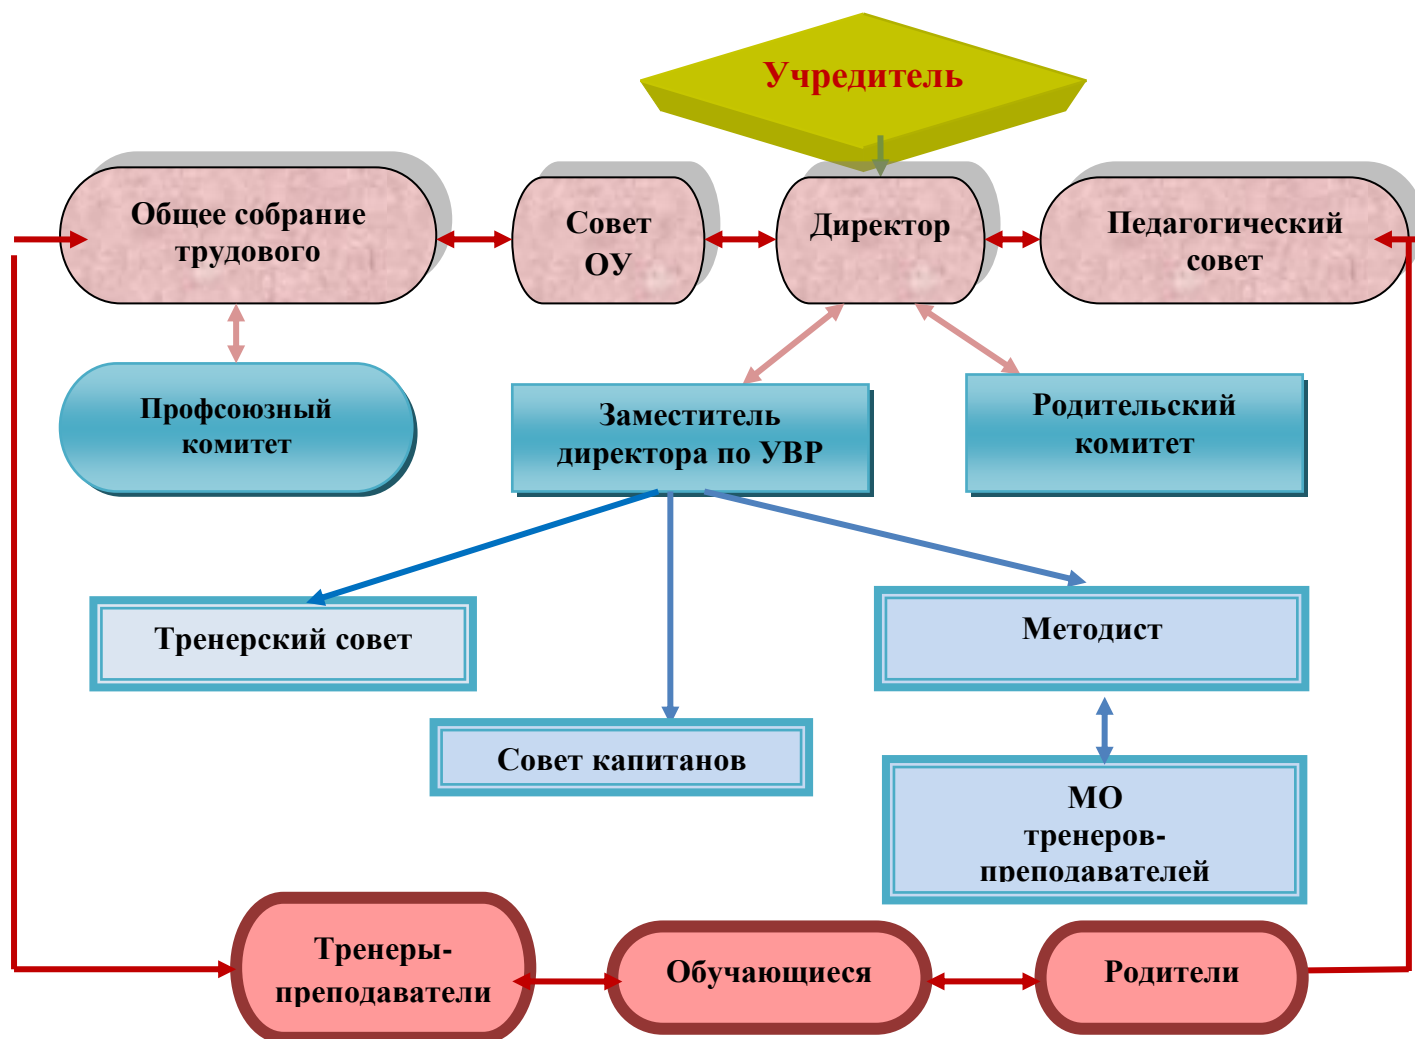 Учредитель
Общее собрание
трудового
Совет
ОУ
Директор
Педагогический
совет
Профсоюзный
комитет
Заместитель
директора по УВР
Родительский
комитет
Тренерский совет
Методист
Совет капитанов
МО
тренеров-
преподавателей
Тренеры-
преподаватели
Обучающиеся
Родители